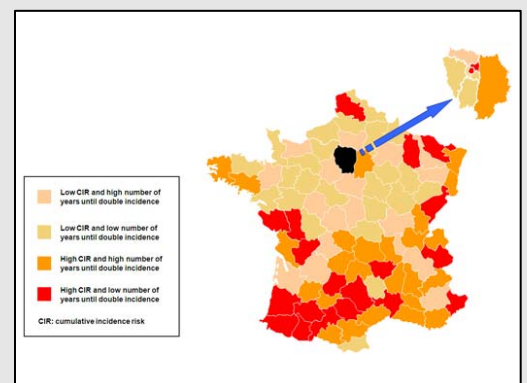 Low CIR and high number of
years until double incidence
Low CIR and low number of
years until double incidence
High CIR and high number of
years until double incidence
High CIR and low number of
years until double incidence
CIR: cumulative incidence risk